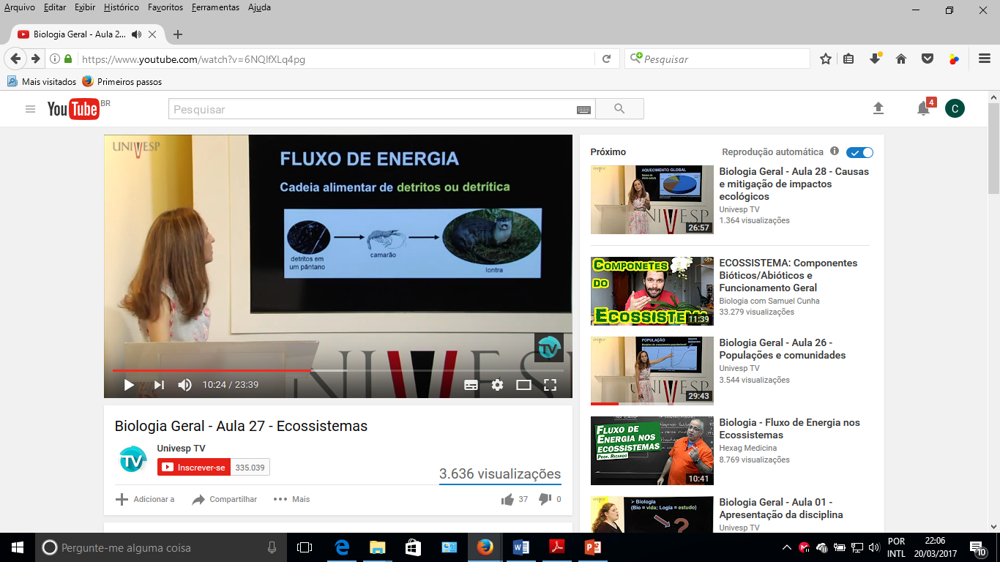 Arquivo Editar Exibir Histórico Favoritos Ferramentas Ajuda
Biologia Geral - Aula 2...
https://www.youtube.com/watch?v=6NQlfXLq4pg
Pesquisar
Mais visitados Primeiros passos
YouTube BR
Pesquisar
4
C
UNIVESP
FLUXO DE ENERGIA
Cadeia alimentar de detritos ou detrítica
detritos em
um pântano
camarão
lontra
TV
UNIVESP
10:24 / 23:39
Biologia Geral - Aula 27 - Ecossistemas
TV
Univesp TV
Inscrever-se 335.039
3.636 visualizações
Adicionar a Compartilhar Mais
37 0
Próximo
Reprodução automática
AQUECIMENTO GLOBAL
NIVESP
26:57
Biologia Geral - Aula 28 - Causas
e mitigação de impactos
ecológicos
Univesp TV
1.364 visualizações
COMPONETES
DO
ECOSSISTEMA
11:39
ECOSSISTEMA: Componentes
Bióticos/Abióticos e
Funcionamento Geral
Biologia com Samuel Cunha
33.279 visualizações
POPULAÇÃO
29:43
Biologia Geral - Aula 26 -
Populações e comunidades
Univesp TV
3.544 visualizações
FLUXO DE
ENERGIA NOS
ECOSSISTEMAS
PROF. RICARDO
10:41
Biologia - Fluxo de Energia nos
Ecossistemas
Hexag Medicina
8.769 visualizações
Biologia
(Bio = vida; Logia = estudo)
?
Biologia Geral - Aula 01 -
Apresentação da disciplina
Univesp TV
Pergunte-me alguma coisa
POR
INTL
22:06
20/03/2017
10